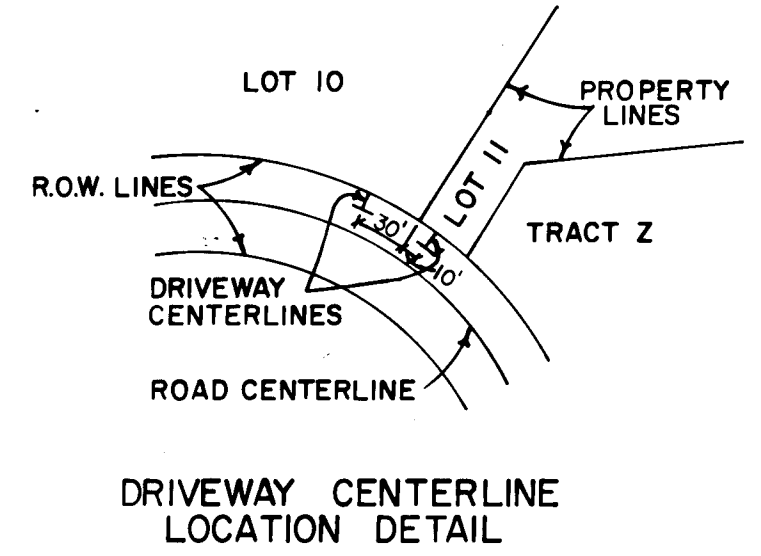 LOT 10
PROPERTY
LINES
LOT 11
R.O.W. LINES
30'
TRACT Z
10'
DRIVEWAY
CENTERLINES
ROAD CENTERLINE
DRIVEWAY CENTERLINE
LOCATION DETAIL